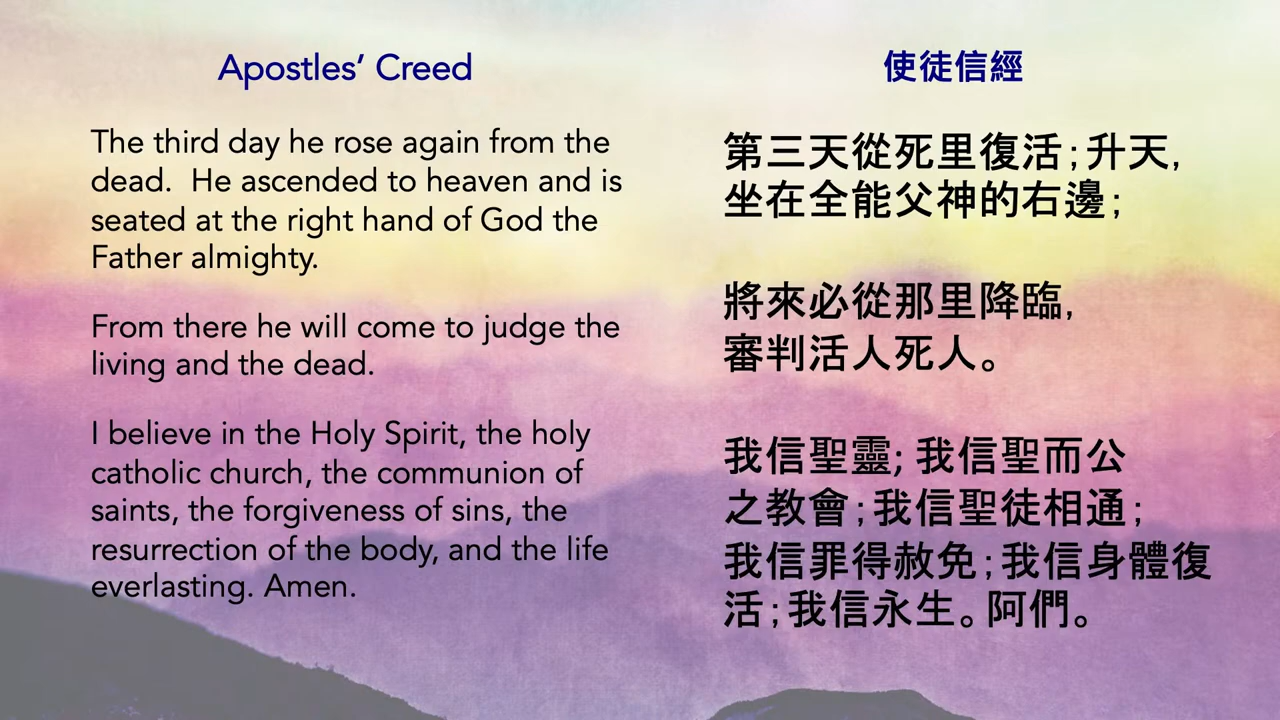 Apostles’ Creed
The third day he rose again from the
dead.  He ascended to heaven and is
seated at the right hand of God the
Father almighty.
From there he will come to judge the
living and the dead.
I believe in the Holy Spirit, the holy
catholic church, the communion of
saints, the forgiveness of sins, the
resurrection of the body, and the life
everlasting. Amen.
使徒信經
第三天從死里復活;升天,
坐在全能父神的右邊;
將來必從那里降臨,
審判活人死人。
我信聖靈; 我信聖而公
之教會;我信聖徒相通;
我信罪得赦免;我信身體復
活;我信永生。阿們。